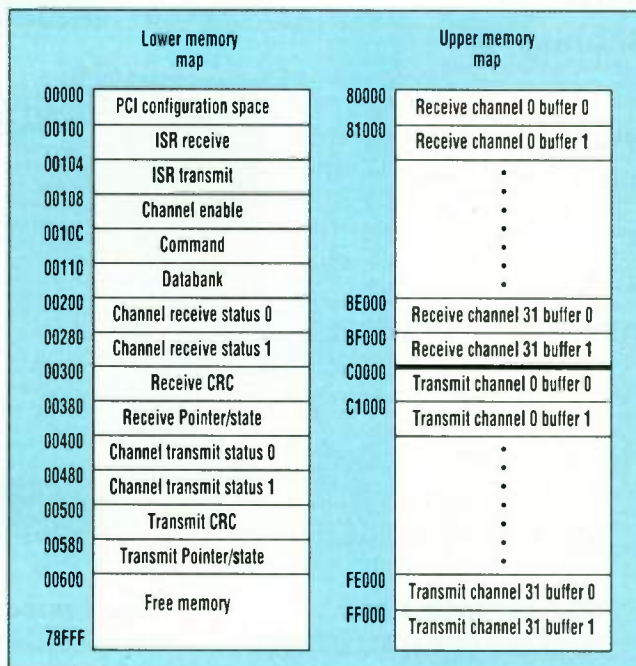 Lower memory
map
00000
PCI configuration space
00100
ISR receive
00104
ISR transmit
00108
Channel enable
0010C
Command
00110
Databank
00200
Channel receive status 0
00280
Channel receive status 1
00300
Receive CRC
00380
Receive Pointer/state
00400
Channel transmit status 0
00480
Channel transmit status 1
00500
Transmit CRC
00580
Transmit Pointer/state
00600
Free memory
78FFF
Upper memory
map
80000
Receive channel 0 buffer 0
81000
Receive channel 0 buffer 1
BE000
Receive channel 31 buffer 0
BF000
Receive channel 31 buffer 1
C0000
Transmit channel 0 buffer 0
C1000
Transmit channel 0 buffer 1
FE000
Transmit channel 31 buffer 0
FF000
Transmit channel 31 buffer 1